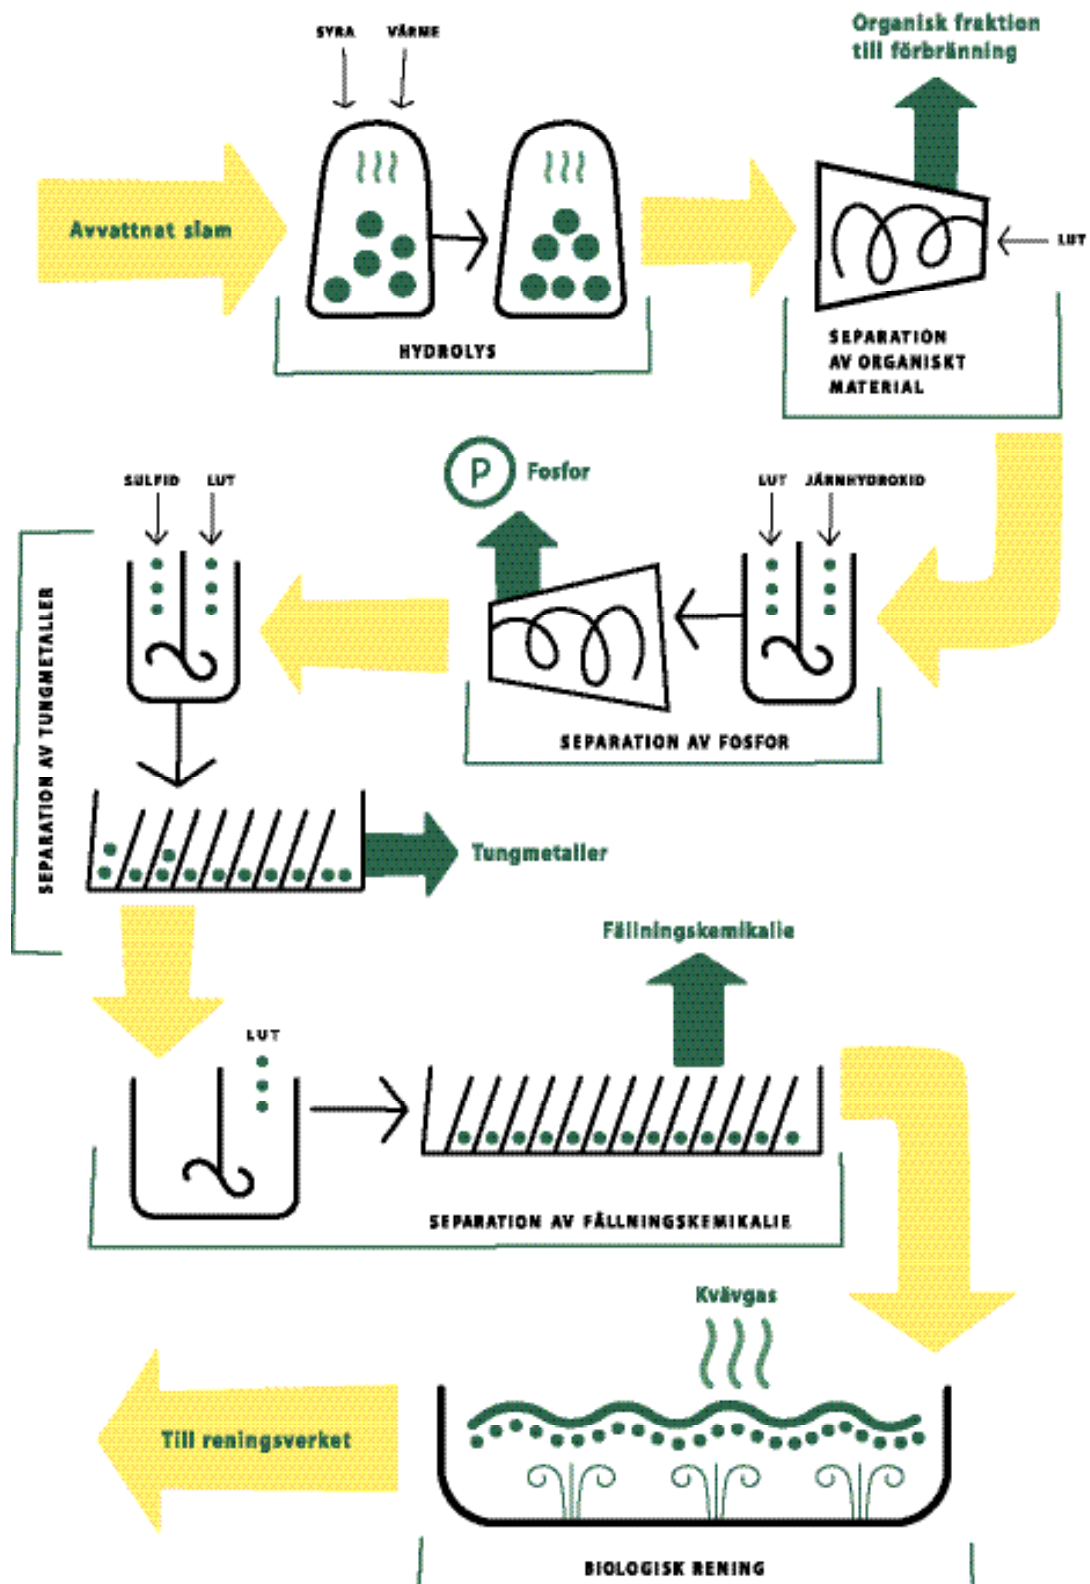 SYRA VÄRME
Organisk fraktion
till förbränning
Avvattnat slam
LUT
HYDROLYS
SEPARATION
AV ORGANISKT
MATERIAL
P Fosfor
SULFID LUT
LUT JÄRNHYDROXID
SEPARATION AV TUNGMETALLER
SEPARATION AV FOSFOR
Tungmetaller
Fällningskemikalie
LUT
SEPARATION AV FÄLLNINGSKEMIKALIE
Kvävgas
Till reningsverket
BIOLOGISK RENING